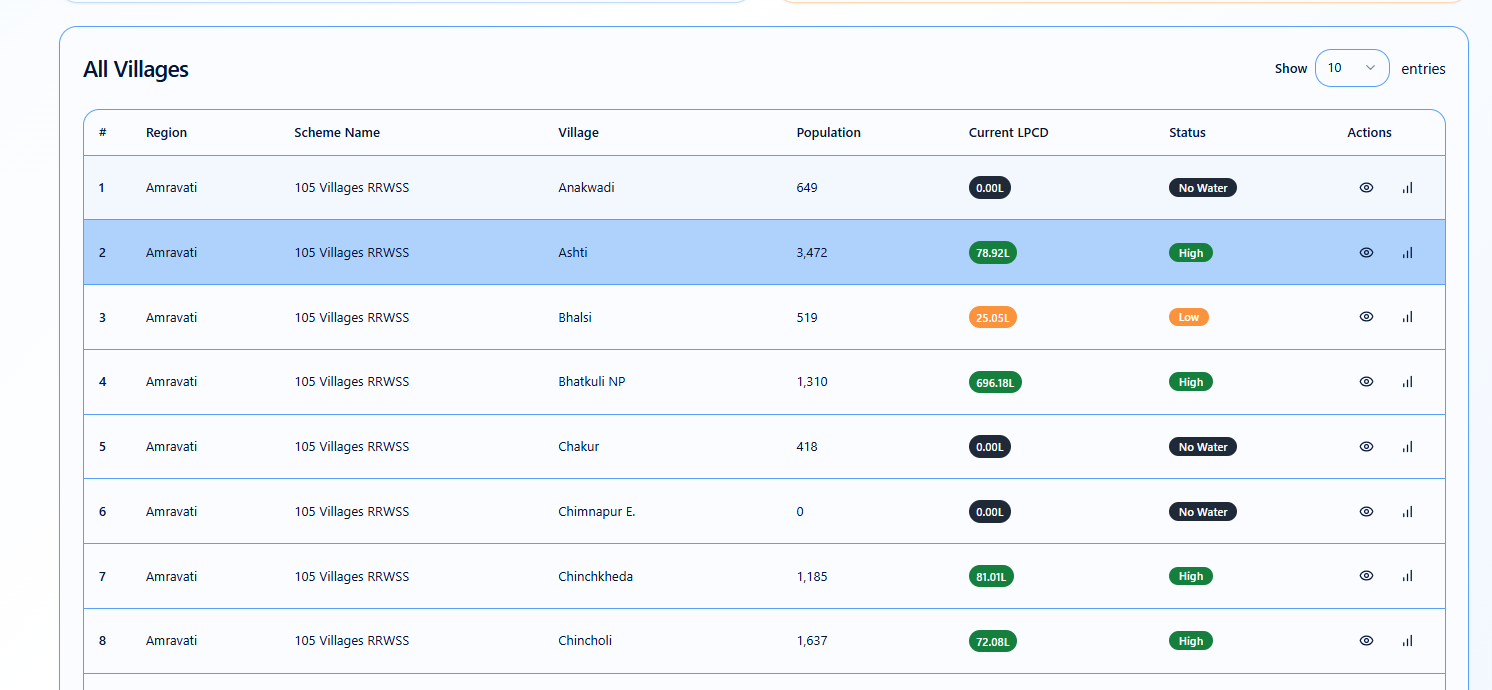 All Villages
Show 10 entries
# Region Scheme Name Village Population Current LPCD Status Actions
1 Amravati 105 Villages RRWSS Anakwadi 649 0.00L No Water
2 Amravati 105 Villages RRWSS Ashti 3,472 78.92L High
3 Amravati 105 Villages RRWSS Bhalsi 519 25.05L Low
4 Amravati 105 Villages RRWSS Bhatkuli NP 1,310 696.18L High
5 Amravati 105 Villages RRWSS Chakur 418 0.00L No Water
6 Amravati 105 Villages RRWSS Chimnapur E. 0 0.00L No Water
7 Amravati 105 Villages RRWSS Chinchkheda 1,185 81.01L High
8 Amravati 105 Villages RRWSS Chincholi 1,637 72.08L High